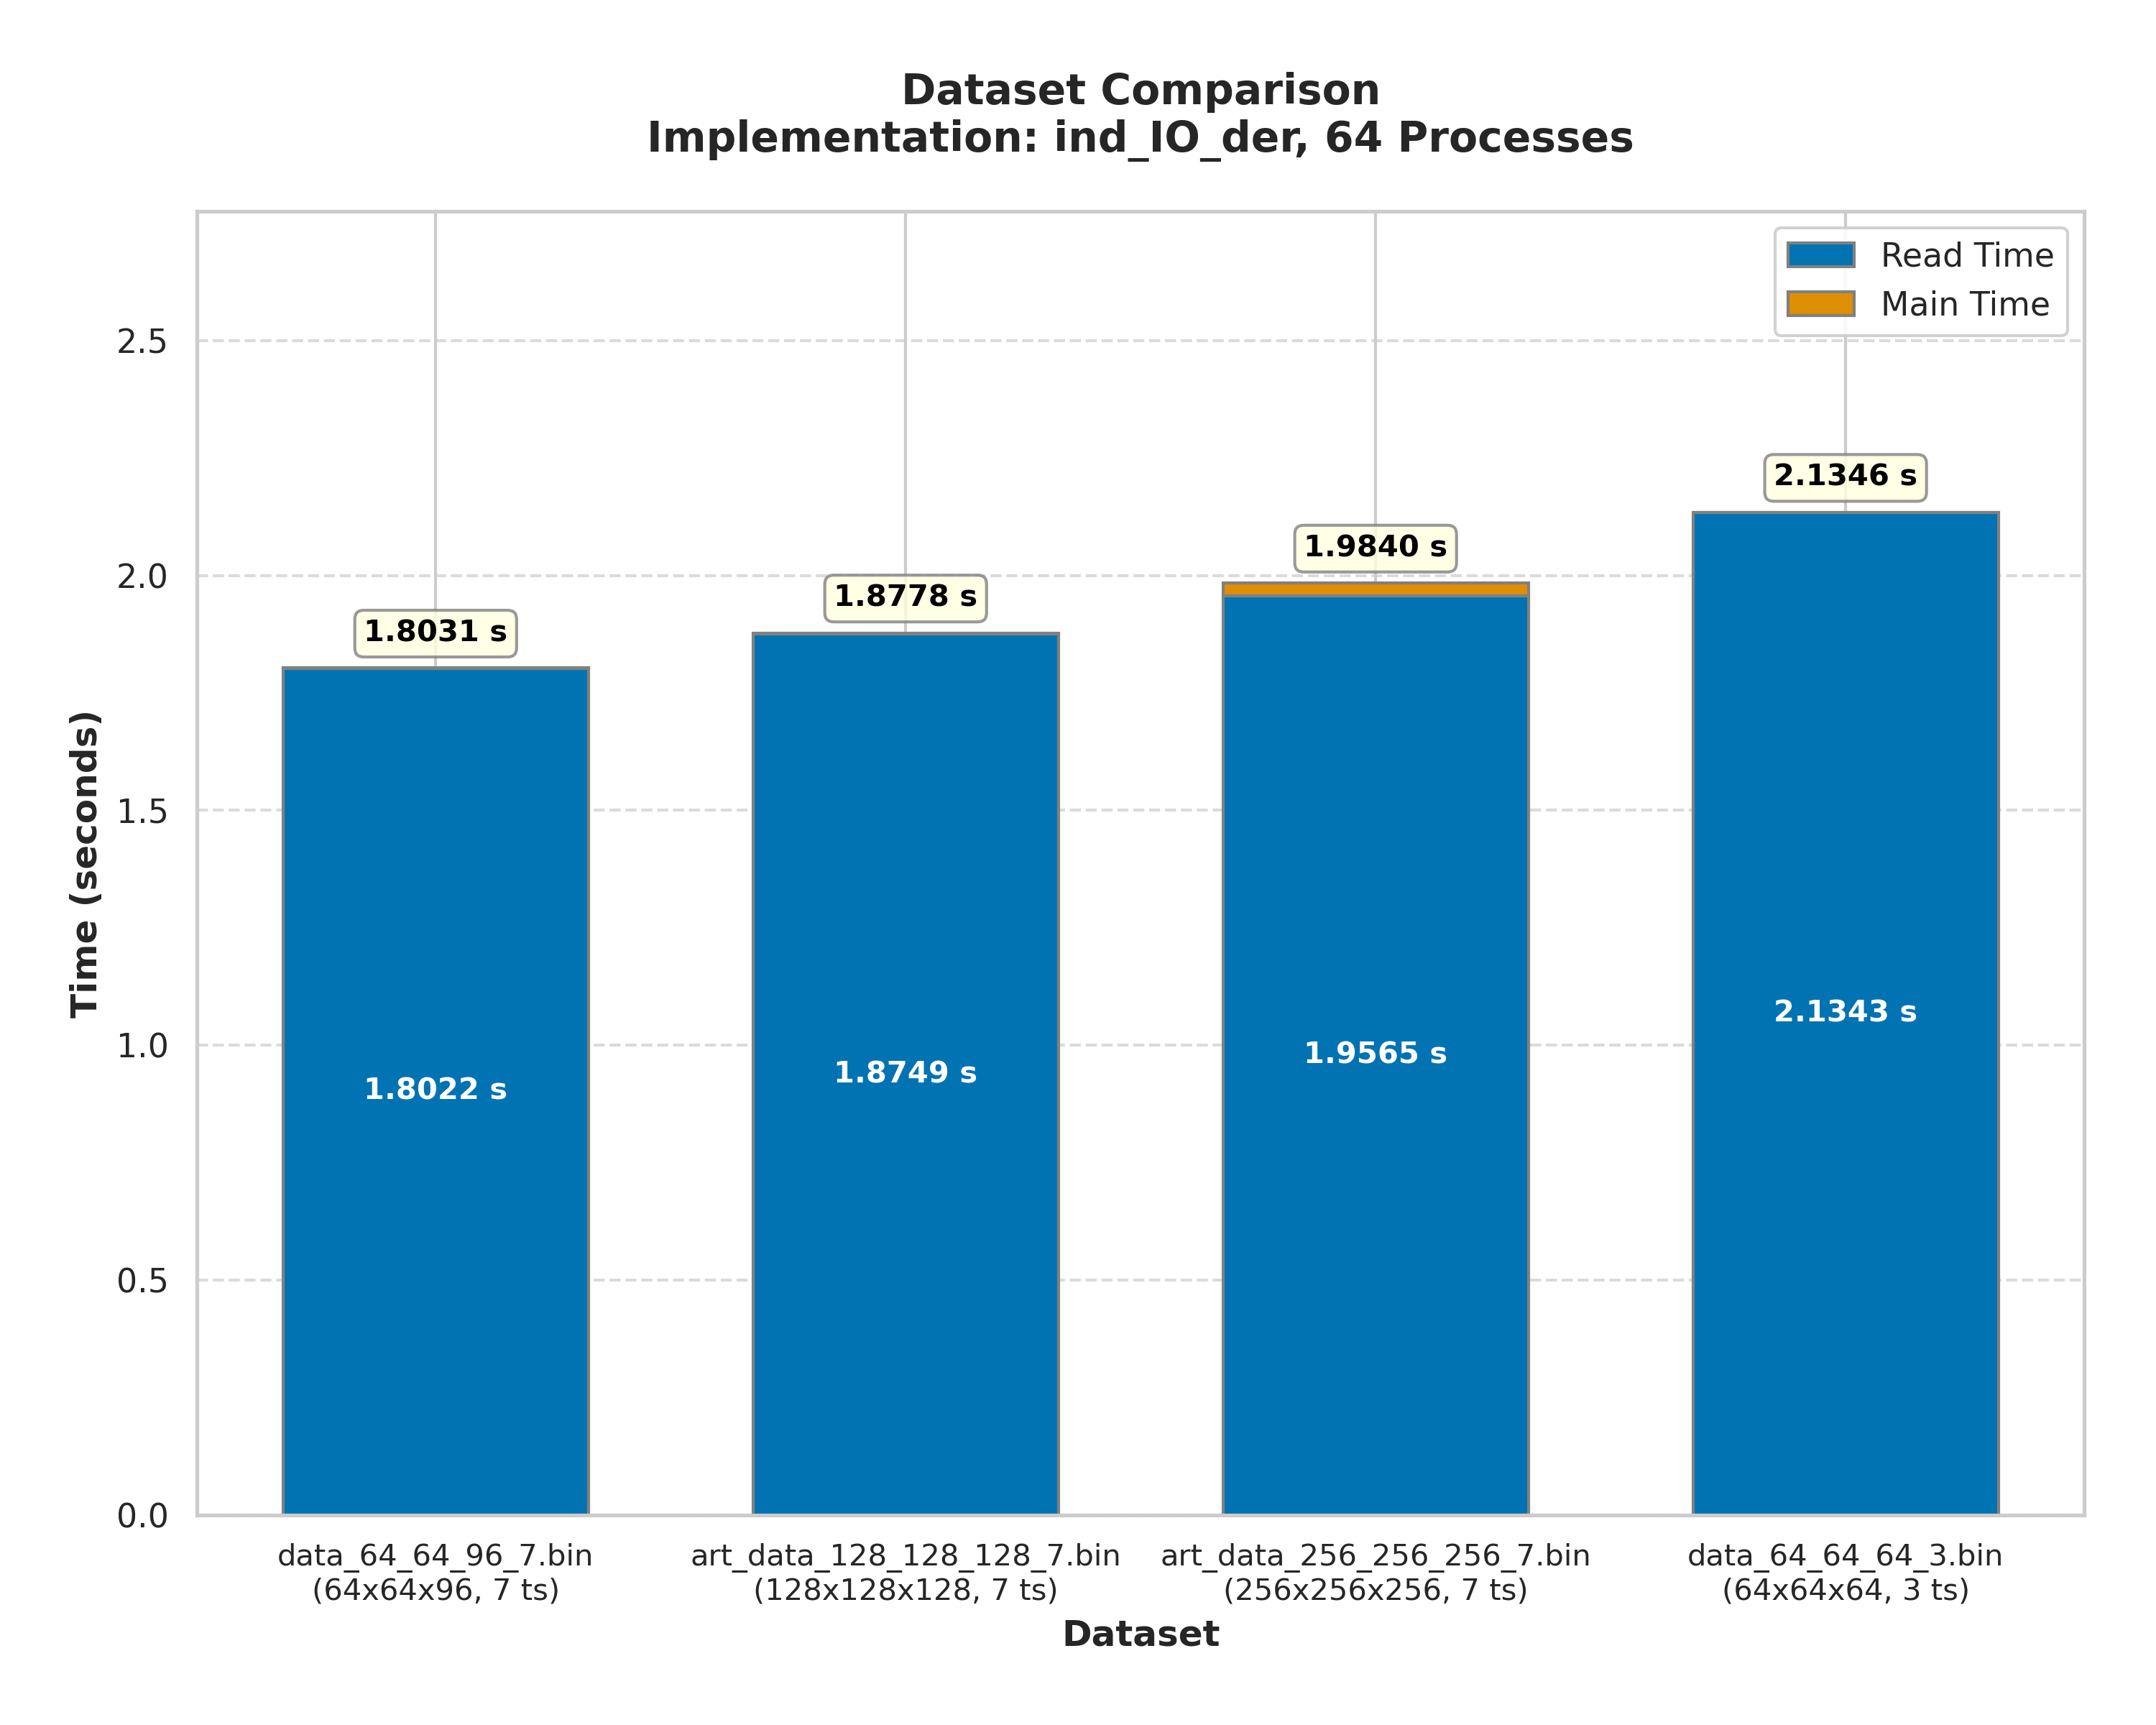 Dataset Comparison
Implementation: ind_IO_der, 64 Processes
Read Time
Main Time
Time (seconds)
2.5
2.0
1.5
1.0
0.5
0.0
1.8031 s
1.8778 s
1.9840 s
2.1346 s
1.8022 s
1.8749 s
1.9565 s
2.1343 s
data_64_64_96_7.bin
(64x64x96, 7 ts)
art_data_128_128_128_7.bin
(128x128x128, 7 ts)
art_data_256_256_256_7.bin
(256x256x256, 7 ts)
data_64_64_64_3.bin
(64x64x64, 3 ts)
Dataset